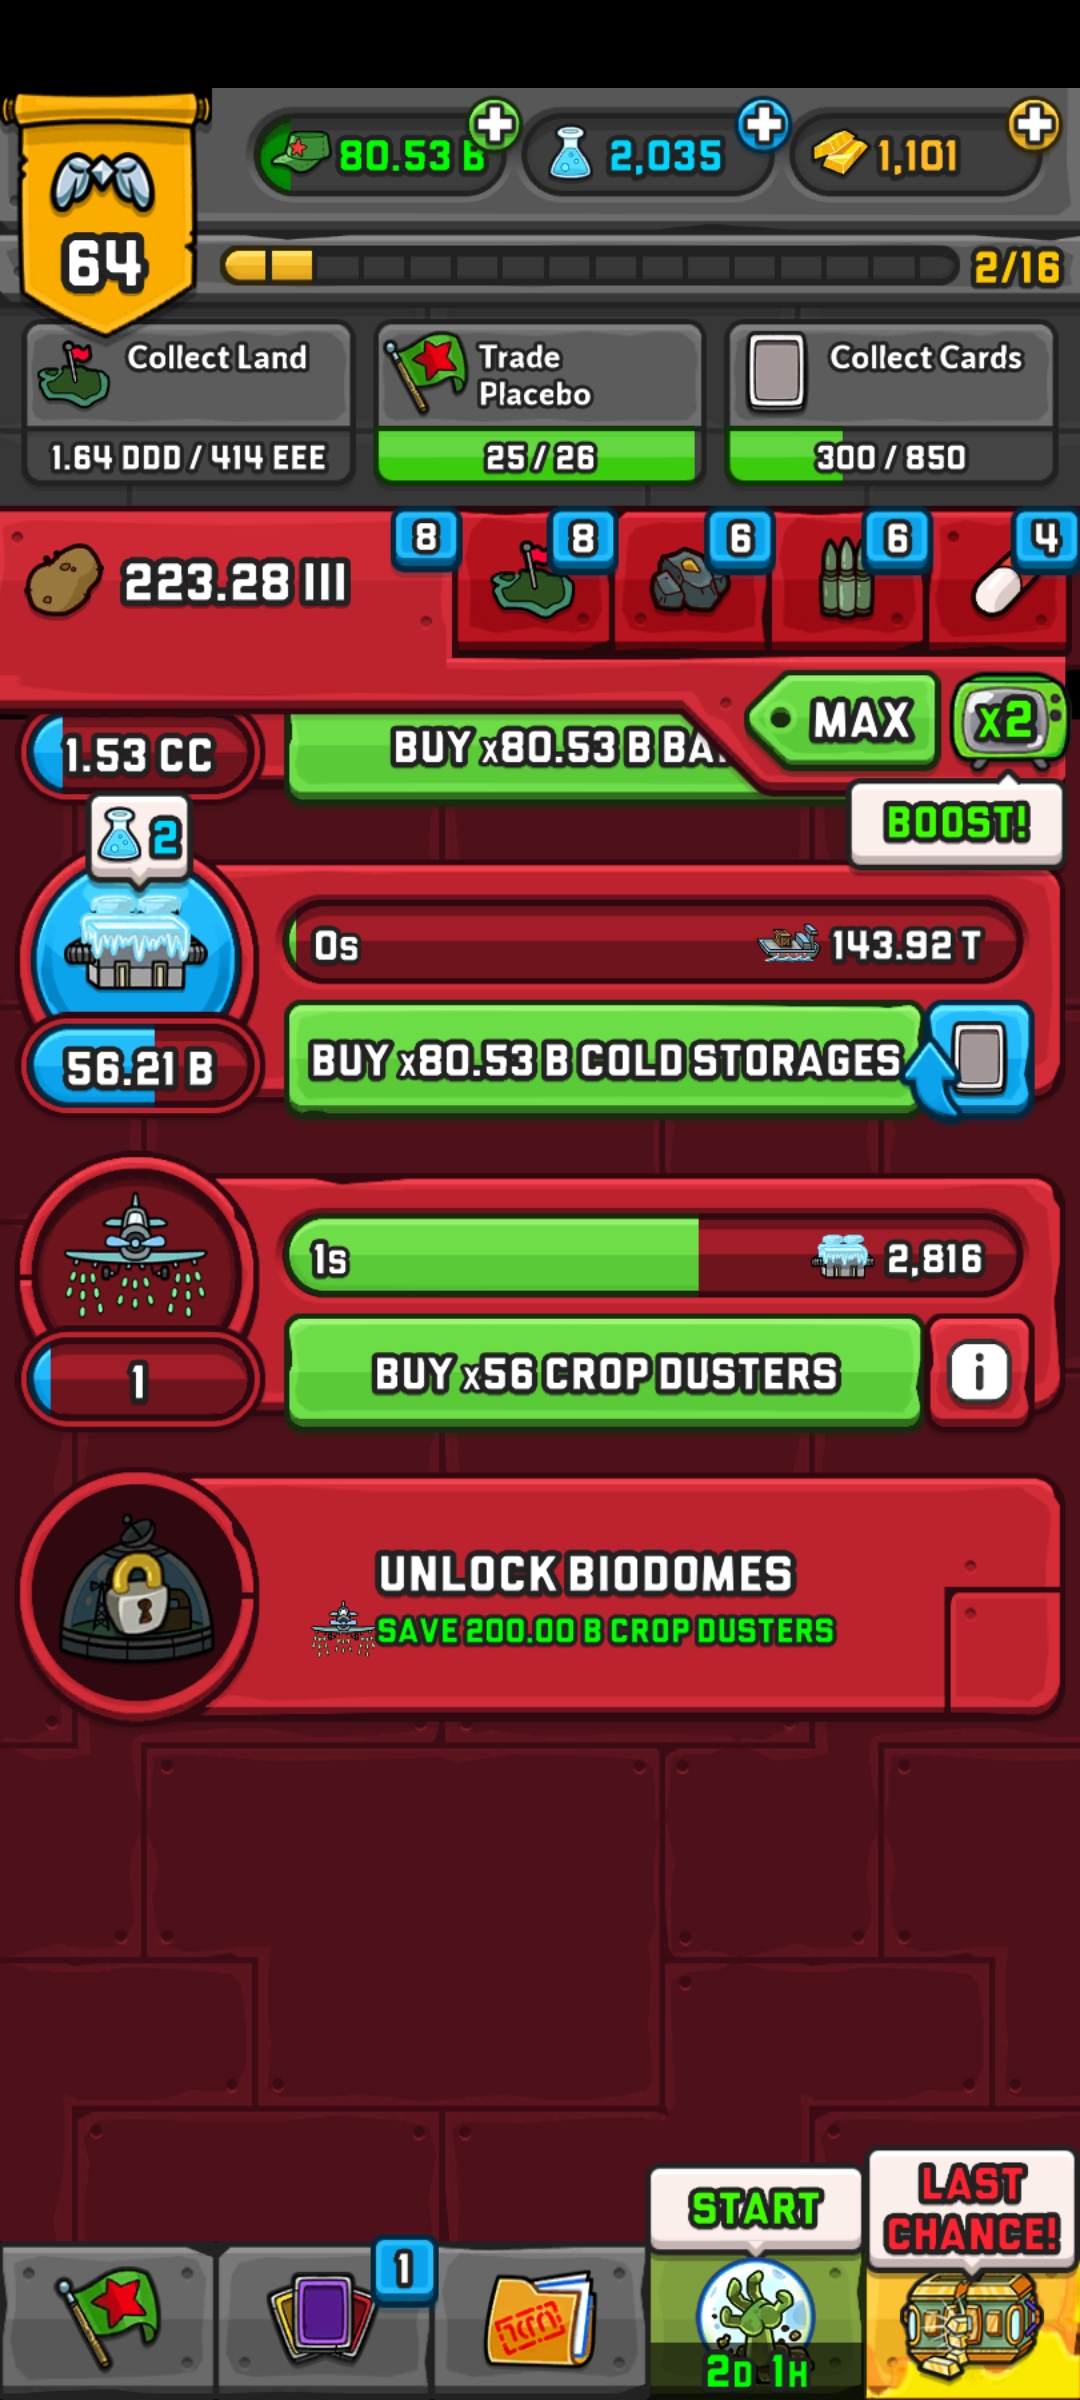 80.53 B
2,035
1,101
64
2/16
Collect Land
1.64 DDD / 414 EEE
Trade
Placebo
25 / 26
Collect Cards
300 / 850
223.28 III
8
8
6
6
4
MAX
x2
BOOST!
1.53 CC
BUY x80.53 B BA
2
0s
143.92 T
56.21 B
BUY x80.53 B COLD STORAGES
1s
2,816
1
BUY x56 CROP DUSTERS
i
UNLOCK BIODOMES
SAVE 200.00 B CROP DUSTERS
1
START
2D 1H
LAST
CHANCE!